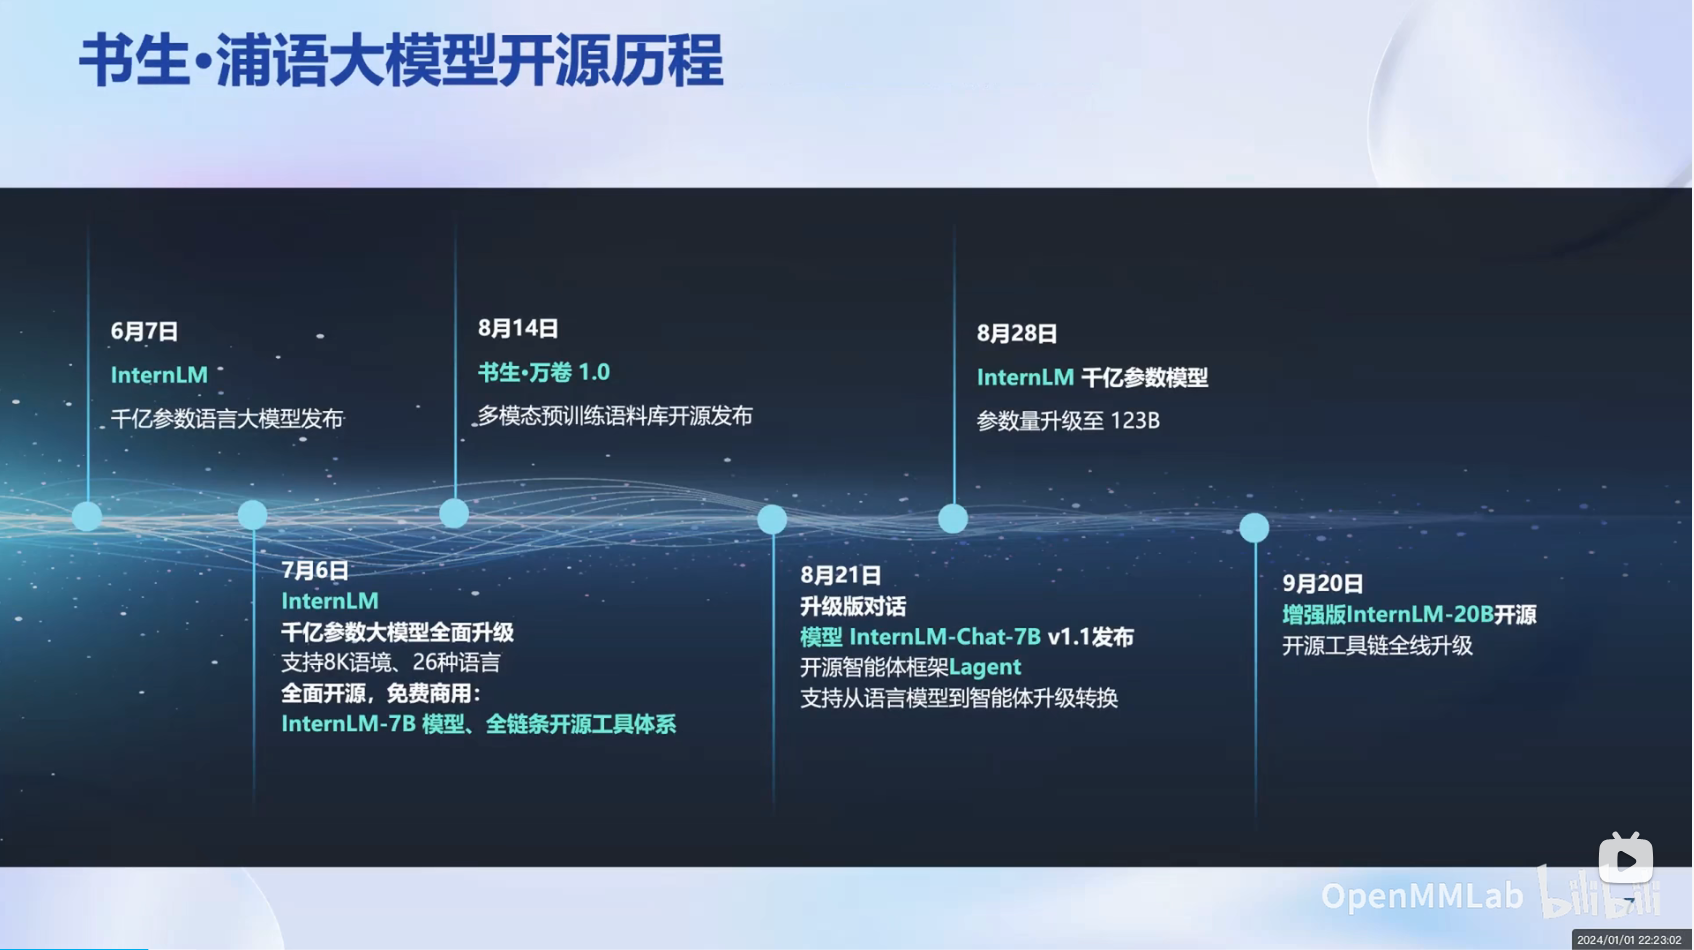 书生·浦语大模型开源历程
6月7日
InternLM
千亿参数语言大模型发布
8月14日
书生·万卷 1.0
多模态预训练语料库开源发布
8月28日
InternLM 千亿参数模型
参数量升级至 123B
7月6日
InternLM
千亿参数大模型全面升级
支持8K语境、26种语言
全面开源，免费商用：
InternLM-7B 模型、全链条开源工具体系
8月21日
升级版对话
模型 InternLM-Chat-7B v1.1发布
开源智能体框架Lagent
支持从语言模型到智能体升级转换
9月20日
增强版InternLM-20B开源
开源工具链全线升级
OpenMMLab bilibili
7
2024/01/01 22:23:02